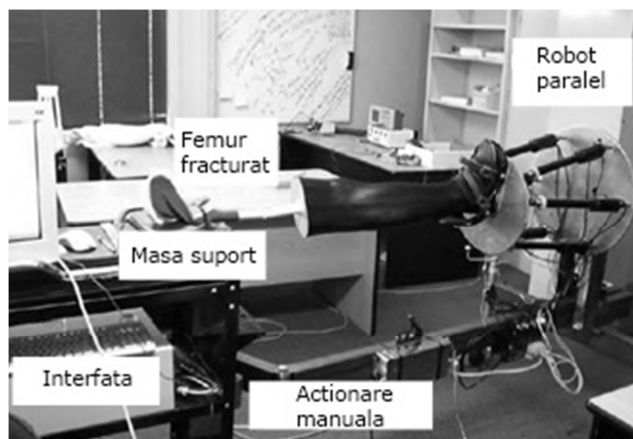 Robot
paralel
Femur
fracturat
Masa suport
Interfata
Actionare
manuala